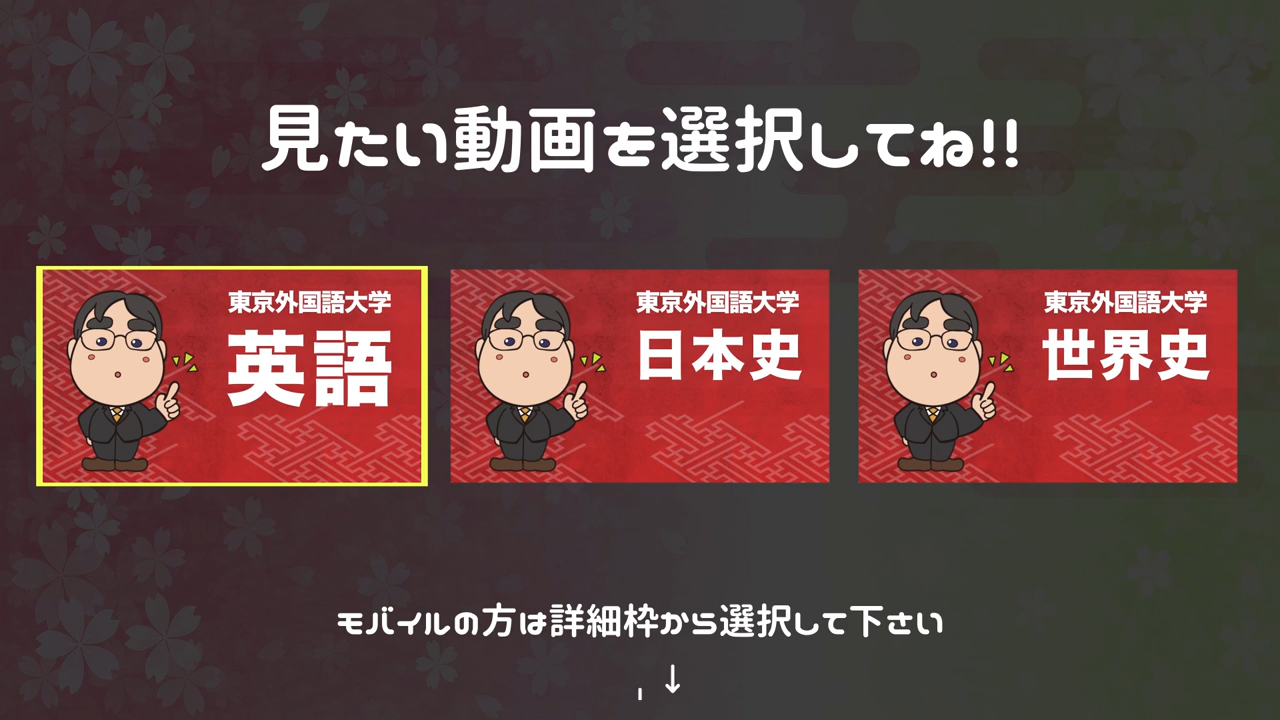 見たい動画を選択してね!!
東京外国語大学
英語
東京外国語大学
日本史
東京外国語大学
世界史
モバイルの方は詳細枠から選択して下さい
↓